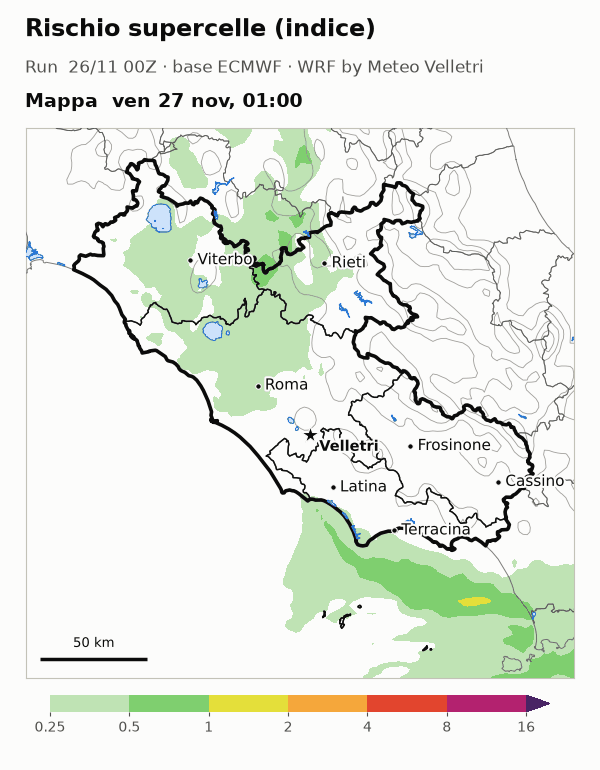 Rischio supercelle (indice)
Run  26/11 00Z · base ECMWF · WRF by Meteo Velletri
Mappa  ven 27 nov, 01:00
Viterbo
Rieti
Roma
Velletri
Frosinone
Latina
Cassino
Terracina
50 km
0.25 0.5 1 2 4 8 16